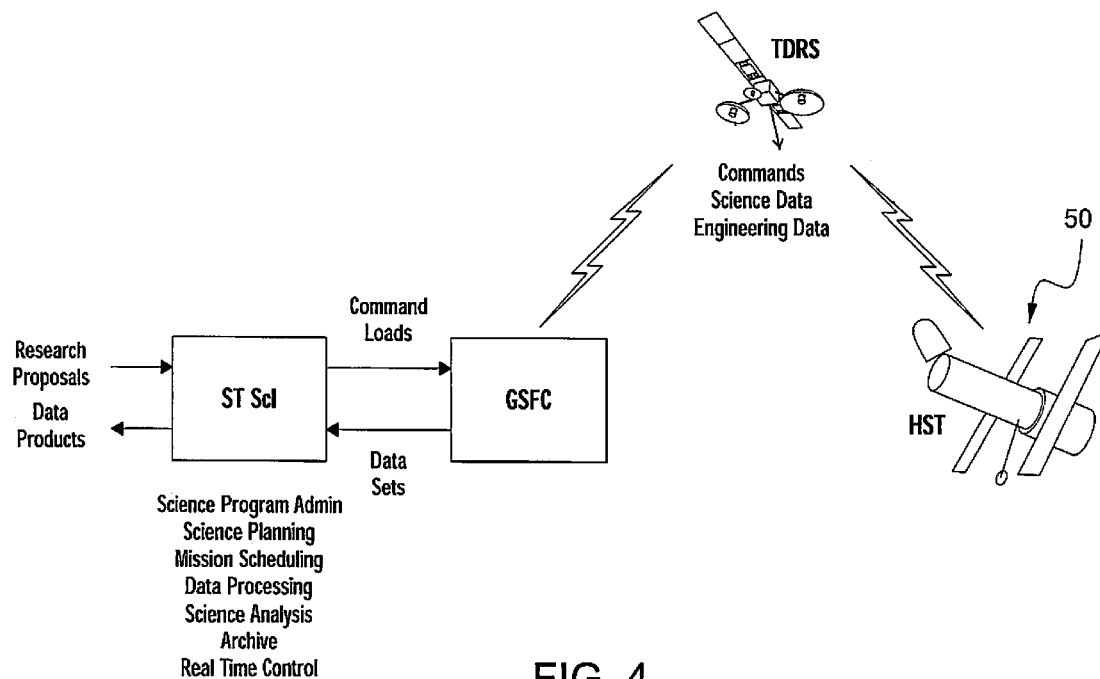 TDRS
Commands
Science Data
Engineering Data
50
HST
Command
Loads
Research
Proposals
Data
Products
ST ScI
GSFC
Data
Sets
Science Program Admin
Science Planning
Mission Scheduling
Data Processing
Science Analysis
Archive
Real Time Control
FIG. 4